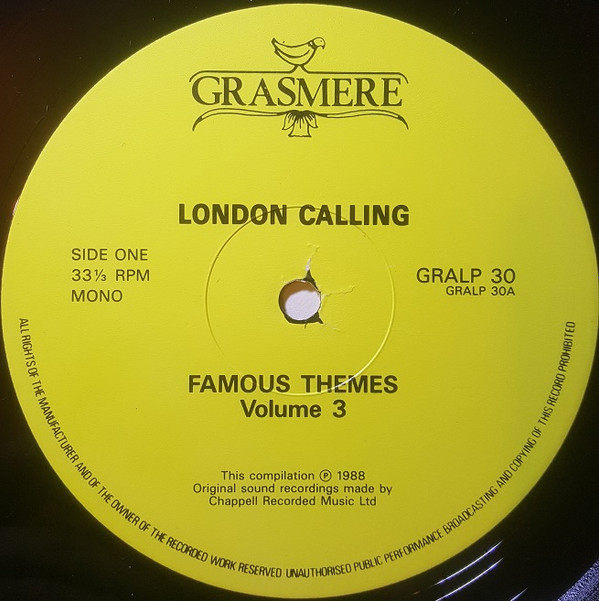 GRASMERE
LONDON CALLING
SIDE ONE
33⅓ RPM
MONO
GRALP 30
GRALP 30A
FAMOUS THEMES
Volume 3
This compilation ℗ 1988
Original sound recordings made by
Chappell Recorded Music Ltd
ALL RIGHTS OF THE MANUFACTURER AND OF THE OWNER OF THE RECORDED WORK RESERVED UNAUTHORISED PUBLIC PERFORMANCE BROADCASTING AND COPYING OF THIS RECORD PROHIBITED